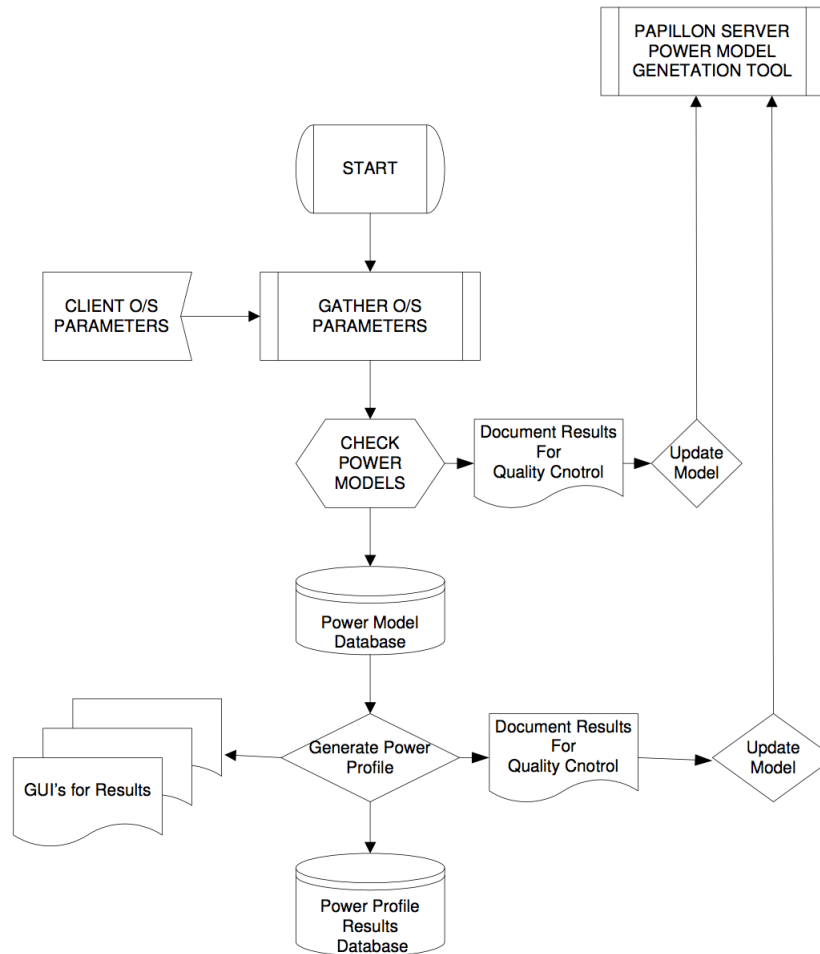 PAPILLON SERVER
POWER MODEL
GENETATION TOOL
START
CLIENT O/S
PARAMETERS
GATHER O/S
PARAMETERS
CHECK
POWER
MODELS
Document Results
For
Quality Cnotrol
Update
Model
Power Model
Database
GUI's for Results
Generate Power
Profile
Document Results
For
Quality Cnotrol
Update
Model
Power Profile
Results
Database